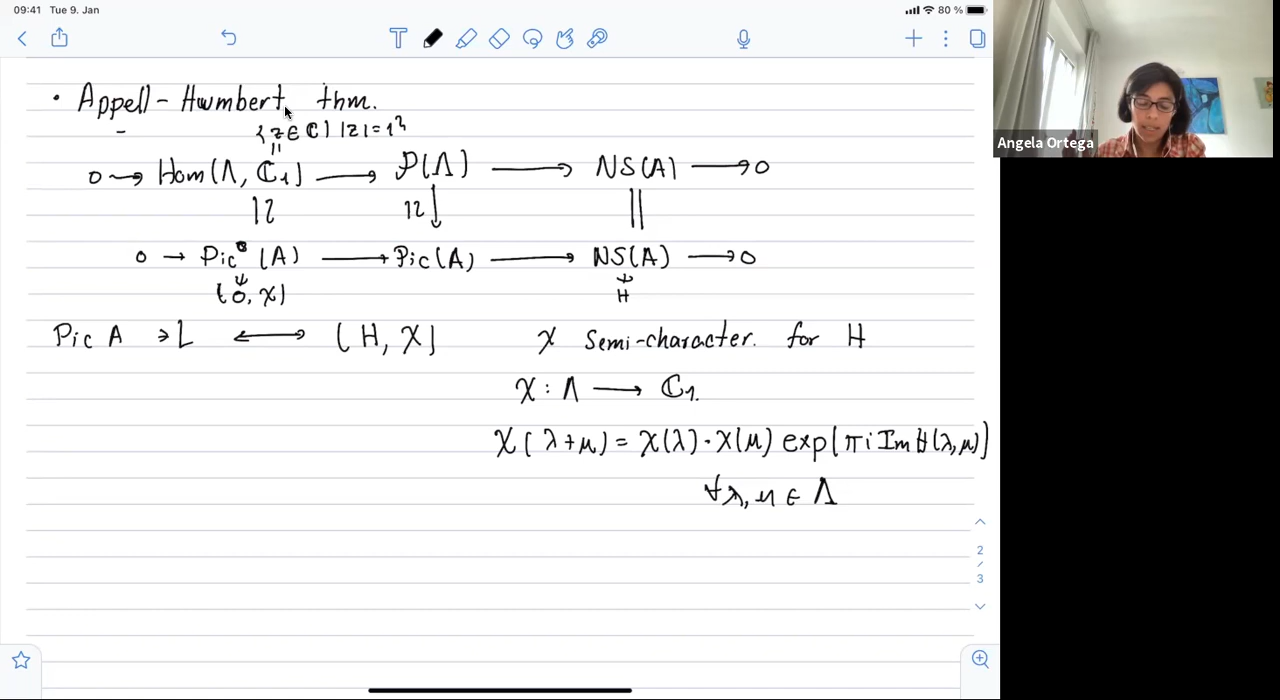 09:41 Tue 9. Jan
80 %
• Appell - Humbert thm.
{z ∈ ℂ | |z| = 1}
0 → Hom(Λ, ℂ₁) → P(Λ) → NS(A) → 0
0 → Pic⁰(A) → Pic(A) → NS(A) → 0
(0, χ)
H
Pic A ∋ L ↔ (H, χ) χ Semi-character. for H
χ : Λ → ℂ₁.
χ(λ+μ) = χ(λ)·χ(μ) exp(πi Im H(λ,μ))
∀λ, μ ∈ Λ
2
/
3
Angela Ortega